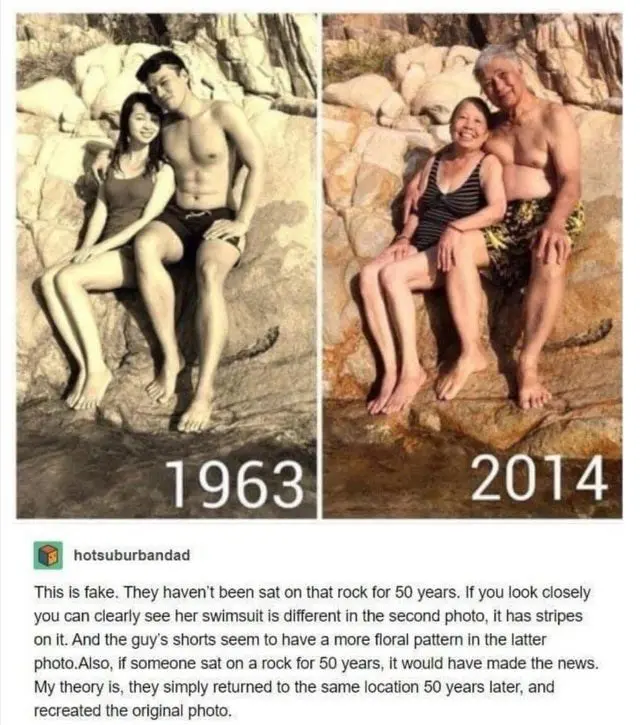 1963
2014
hotsuburbandad
This is fake. They haven't been sat on that rock for 50 years. If you look closely
you can clearly see her swimsuit is different in the second photo, it has stripes
on it. And the guy's shorts seem to have a more floral pattern in the latter
photo.Also, if someone sat on a rock for 50 years, it would have made the news.
My theory is, they simply returned to the same location 50 years later, and
recreated the original photo.